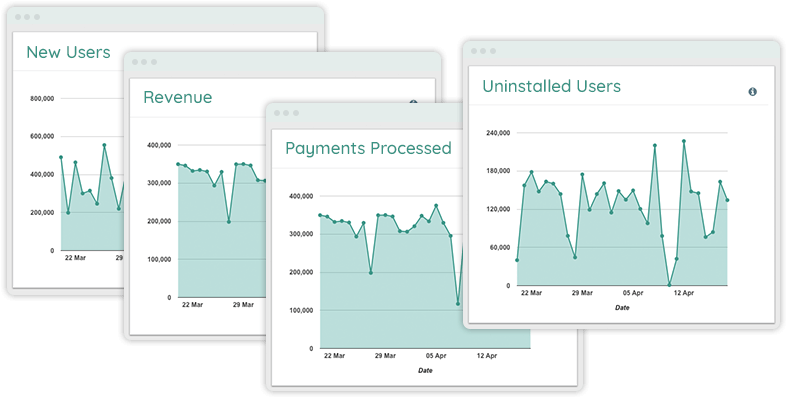 New Users
800,000
600,000
400,000
200,000
0
22 Mar
29
Revenue
400,000
300,000
200,000
100,000
0
22 Mar
29 Mar
Payments Processed
400,000
300,000
200,000
100,000
0
22 Mar
29 Mar
05 Apr
12 Apr
Date
Uninstalled Users
240,000
180,000
120,000
60,000
0
22 Mar
29 Mar
05 Apr
12 Apr
Date